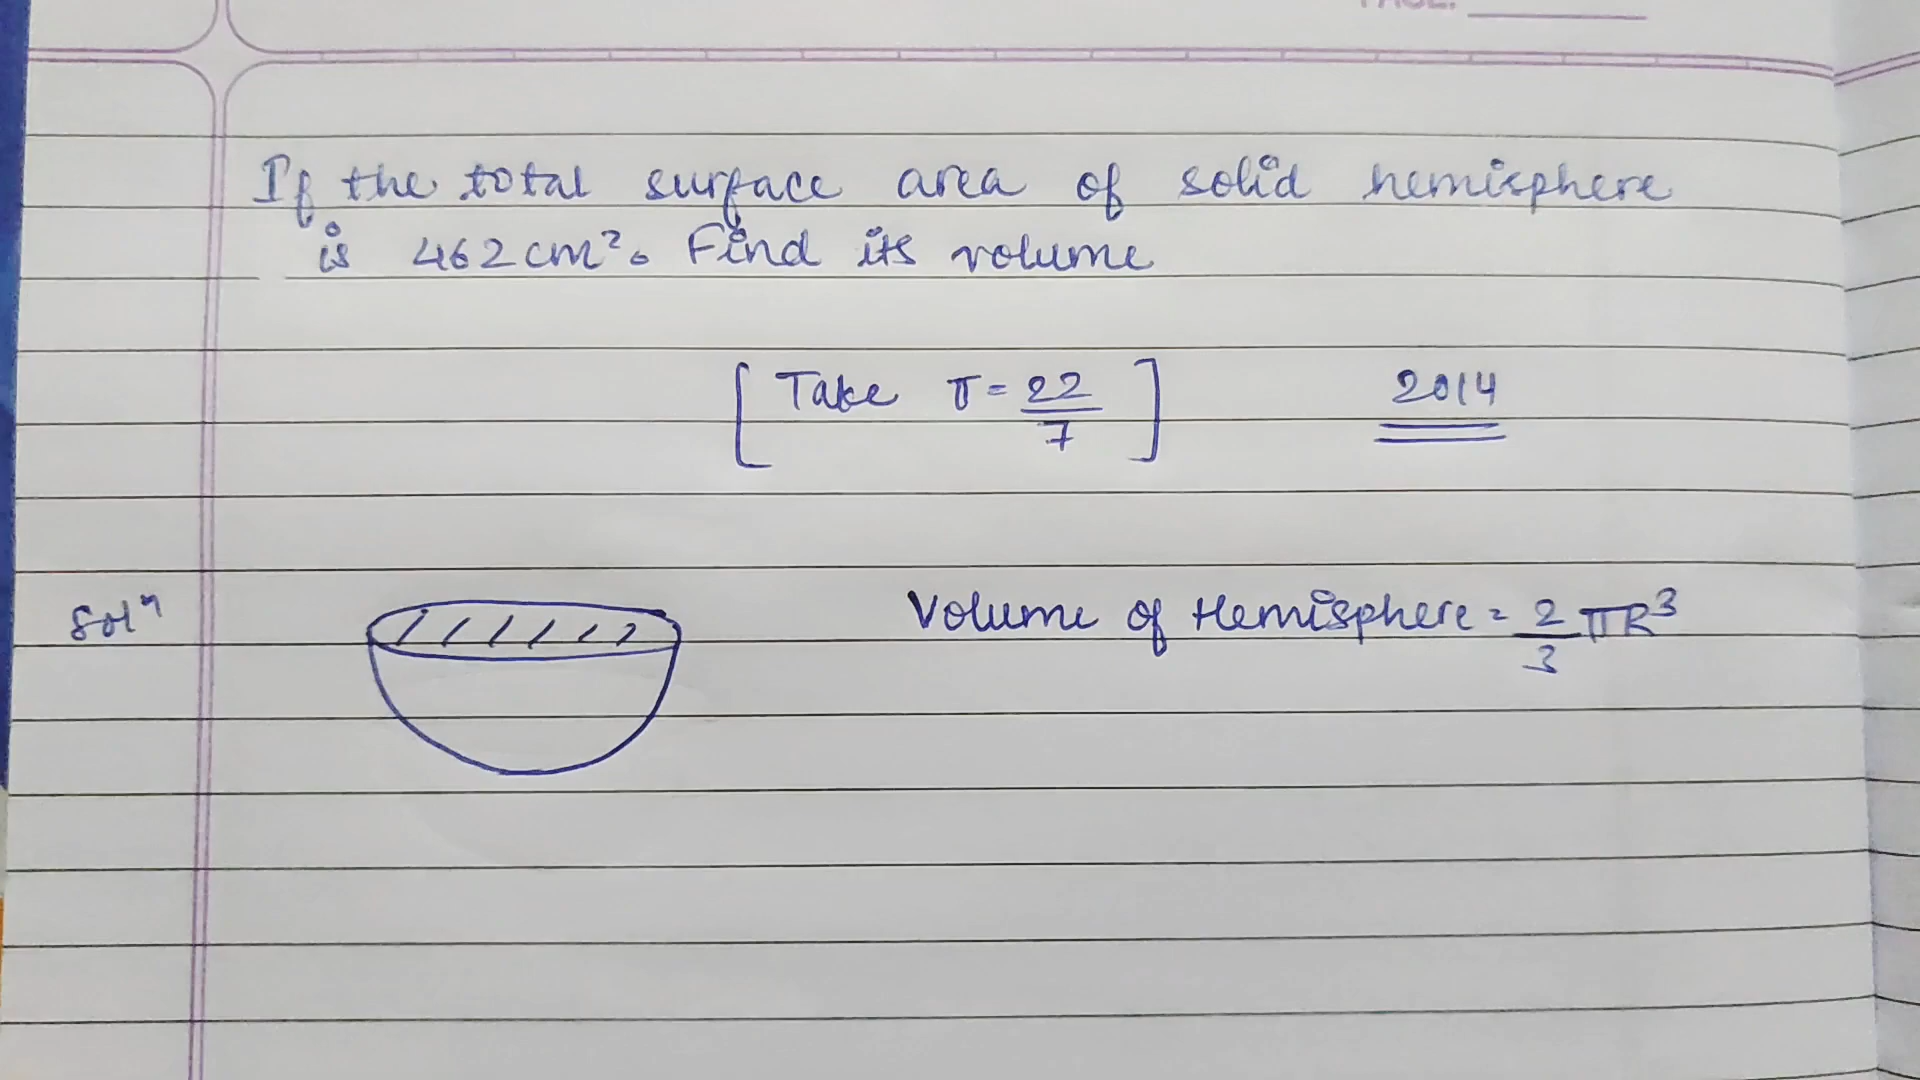 If the total surface area of solid hemisphere
is 462 cm². Find its volume
[Take π = 22/7] 2014
Solⁿ Volume of Hemisphere = 2/3 πR³